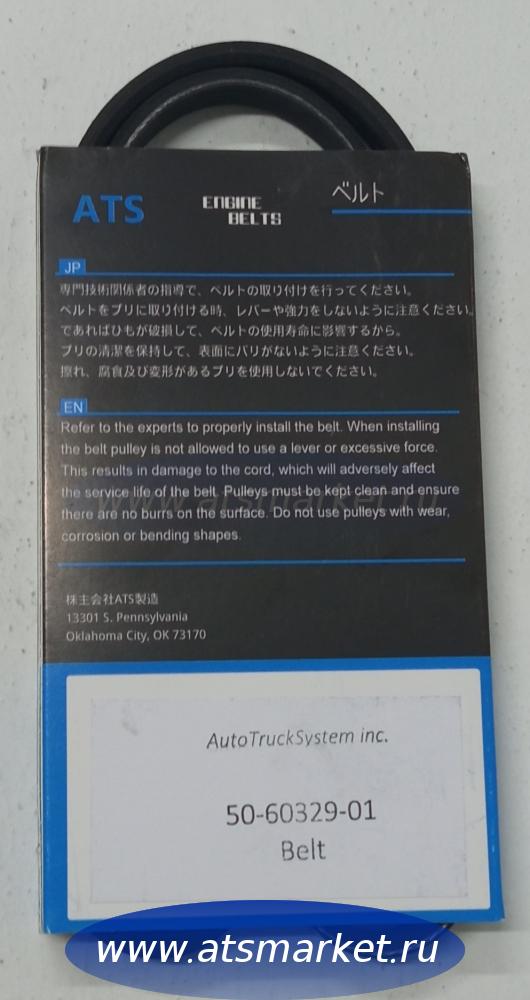 ATS
ENGINE
BELTS
ベルト
JP
専門技術関係者の指導で、ベルトの取り付けを行ってください。
ベルトをプリに取り付ける時、レバーや強力をしないように注意ください。
であればひもが破損して、ベルトの使用寿命に影響するから。
プリの清潔を保持して、表面にバリがないように注意ください。
擦れ、腐食及び変形があるプリを使用しないでください。
EN
Refer to the experts to properly install the belt. When installing
the belt pulley is not allowed to use a lever or excessive force.
This results in damage to the cord, which will adversely affect
the service life of the belt. Pulleys must be kept clean and ensure
www.atsmarket.ru
there are no burrs on the surface. Do not use pulleys with wear,
corrosion or bending shapes.
株主会社ATS製造
13301 S. Pennsylvania
Oklahoma City, OK 73170
AutoTruckSystem inc.
50-60329-01
Belt
www.atsmarket.ru